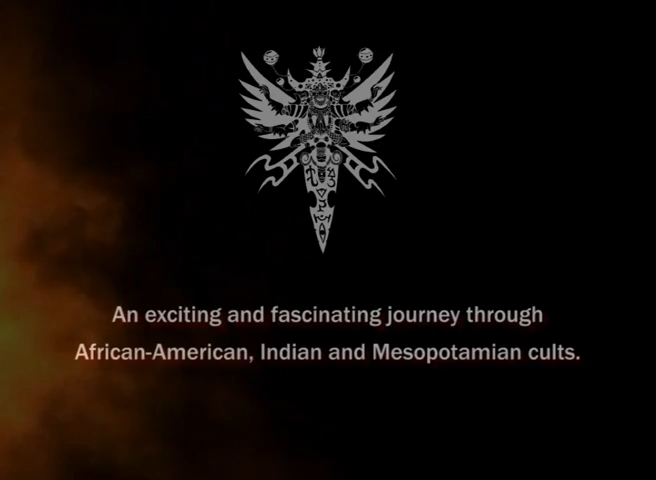 An exciting and fascinating journey through
African-American, Indian and Mesopotamian cults.